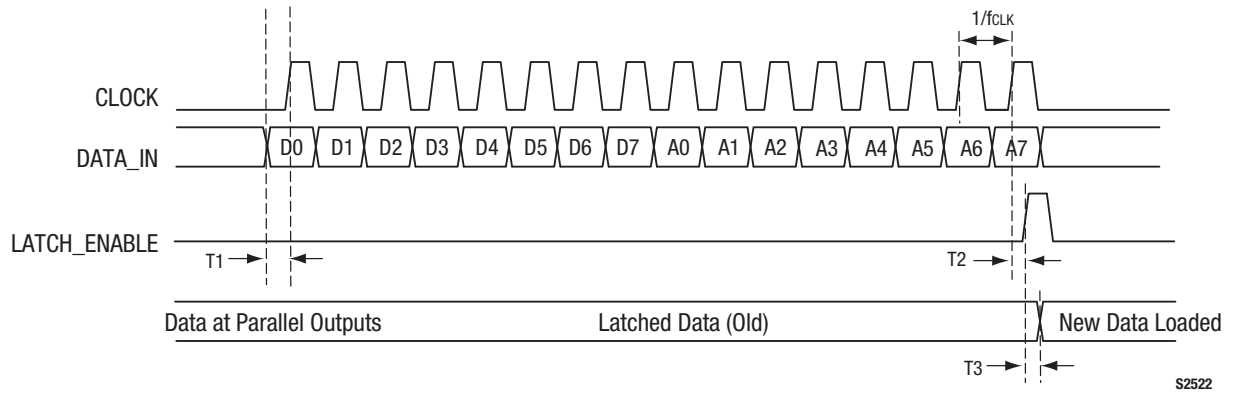 1/fCLK
CLOCK
DATA_IN
D0 D1 D2 D3 D4 D5 D6 D7 A0 A1 A2 A3 A4 A5 A6 A7
LATCH_ENABLE
T1
T2
Data at Parallel Outputs
Latched Data (Old)
New Data Loaded
T3
S2522